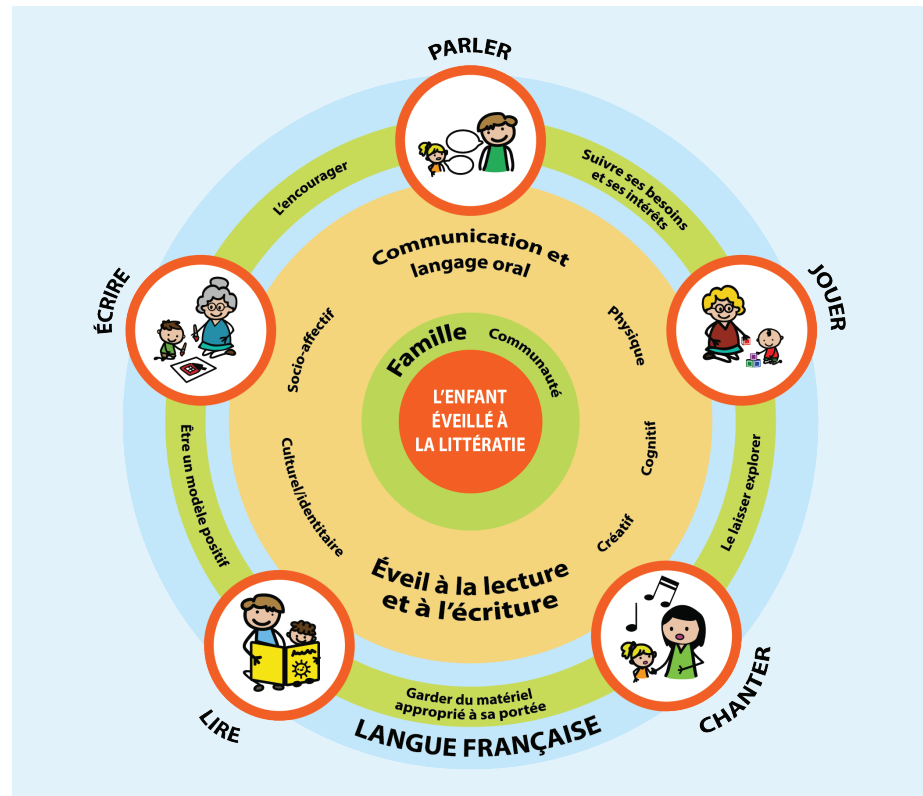 PARLER
L'encourager
Suivre ses besoins
et ses intérêts
ÉCRIRE
JOUER
Communication et
langage oral
Socio-affectif
Physique
Famille
Communauté
L'ENFANT
ÉVEILLÉ À
LA LITTÉRATIE
Culturel/identitaire
Cognitif
Créatif
Être un modèle positif
Le laisser explorer
Éveil à la lecture
et à l'écriture
LIRE
CHANTER
Garder du matériel
approprié à sa portée
LANGUE FRANÇAISE